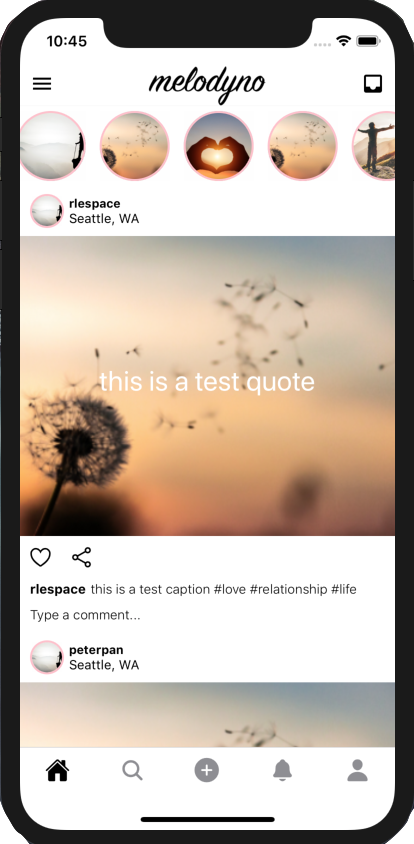 10:45
melodyno
rlespace
Seattle, WA
this is a test quote
rlespace this is a test caption #love #relationship #life
Type a comment...
peterpan
Seattle, WA